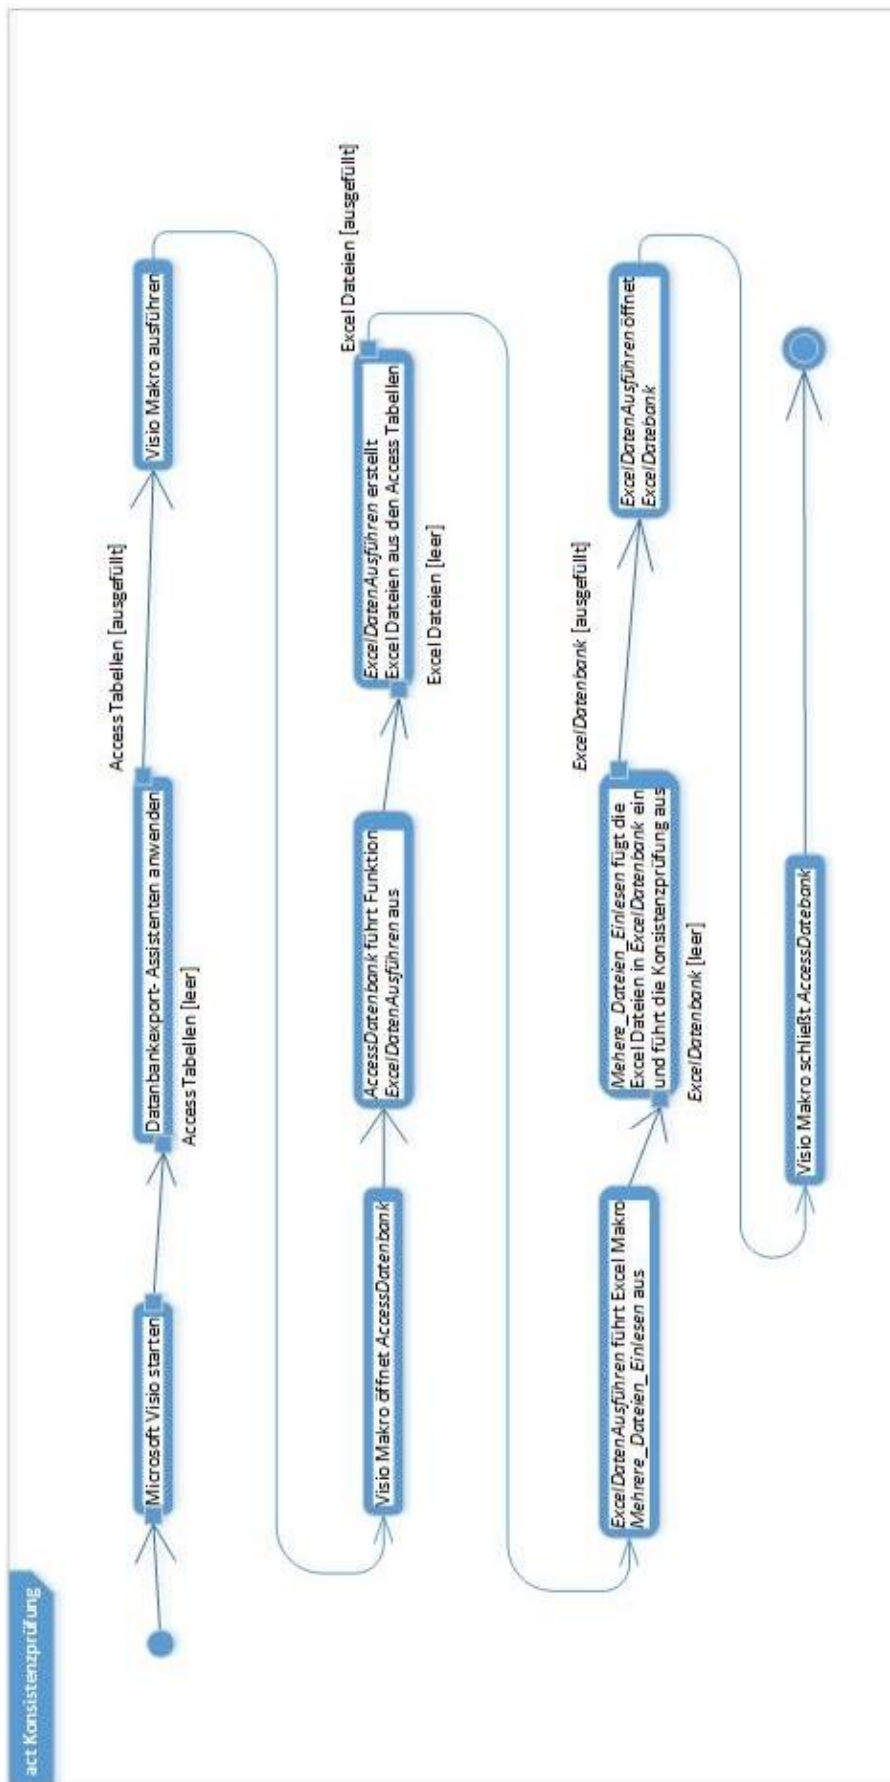 act Konsistenzprüfung
Microsoft Visio starten
Datanbankexport- Assistenten anwenden
Access Tabellen [leer]
Access Tabellen [ausgefüllt]
Visio Makro ausführen
Visio Makro öffnet AccessDatenbank
AccessDatenbank führt Funktion
ExcelDatenAusführen aus
ExcelDatenAusführen erstellt
Excel Dateien aus den Access Tabellen
Excel Dateien [leer]
Excel Dateien [ausgefüllt]
ExcelDatenAusführen führt Excel Makro
Mehrere_Dateien_Einlesen aus
Mehere_Dateien_Einlesen fügt die
Excel Dateien in ExcelDatenbank ein
und führt die Konsistenzprüfung aus
ExcelDatenbank [leer]
ExcelDatenbank [ausgefüllt]
ExcelDatenAusführen öffnet
ExcelDatebank
Visio Makro schließt AccessDatebank